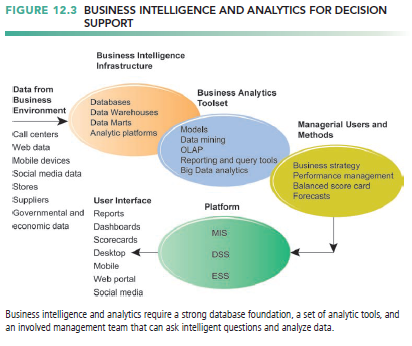 FIGURE 12.3 BUSINESS INTELLIGENCE AND ANALYTICS FOR DECISION
SUPPORT
Business Intelligence
Infrastructure
Data from
Business
Environment
Call centers
Web data
Mobile devices
Social media data
Stores
Suppliers
Governmental and
economic data
Databases
Data Warehouses
Data Marts
Analytic platforms
Business Analytics
Toolset
Models
Data mining
OLAP
Reporting and query tools
Big Data analytics
Managerial Users and
Methods
Business strategy
Performance management
Balanced score card
Forecasts
User Interface
Reports
Dashboards
Scorecards
Desktop
Mobile
Web portal
Social media
Platform
MIS
DSS
ESS
Business intelligence and analytics require a strong database foundation, a set of analytic tools, and
an involved management team that can ask intelligent questions and analyze data.